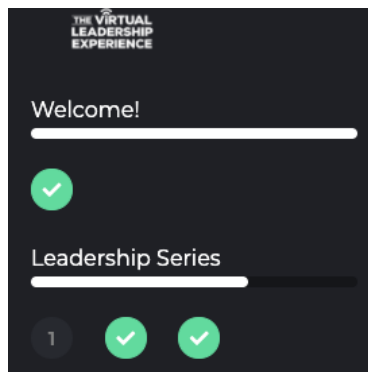 THE VIRTUAL
LEADERSHIP
EXPERIENCE
Welcome!
Leadership Series
1